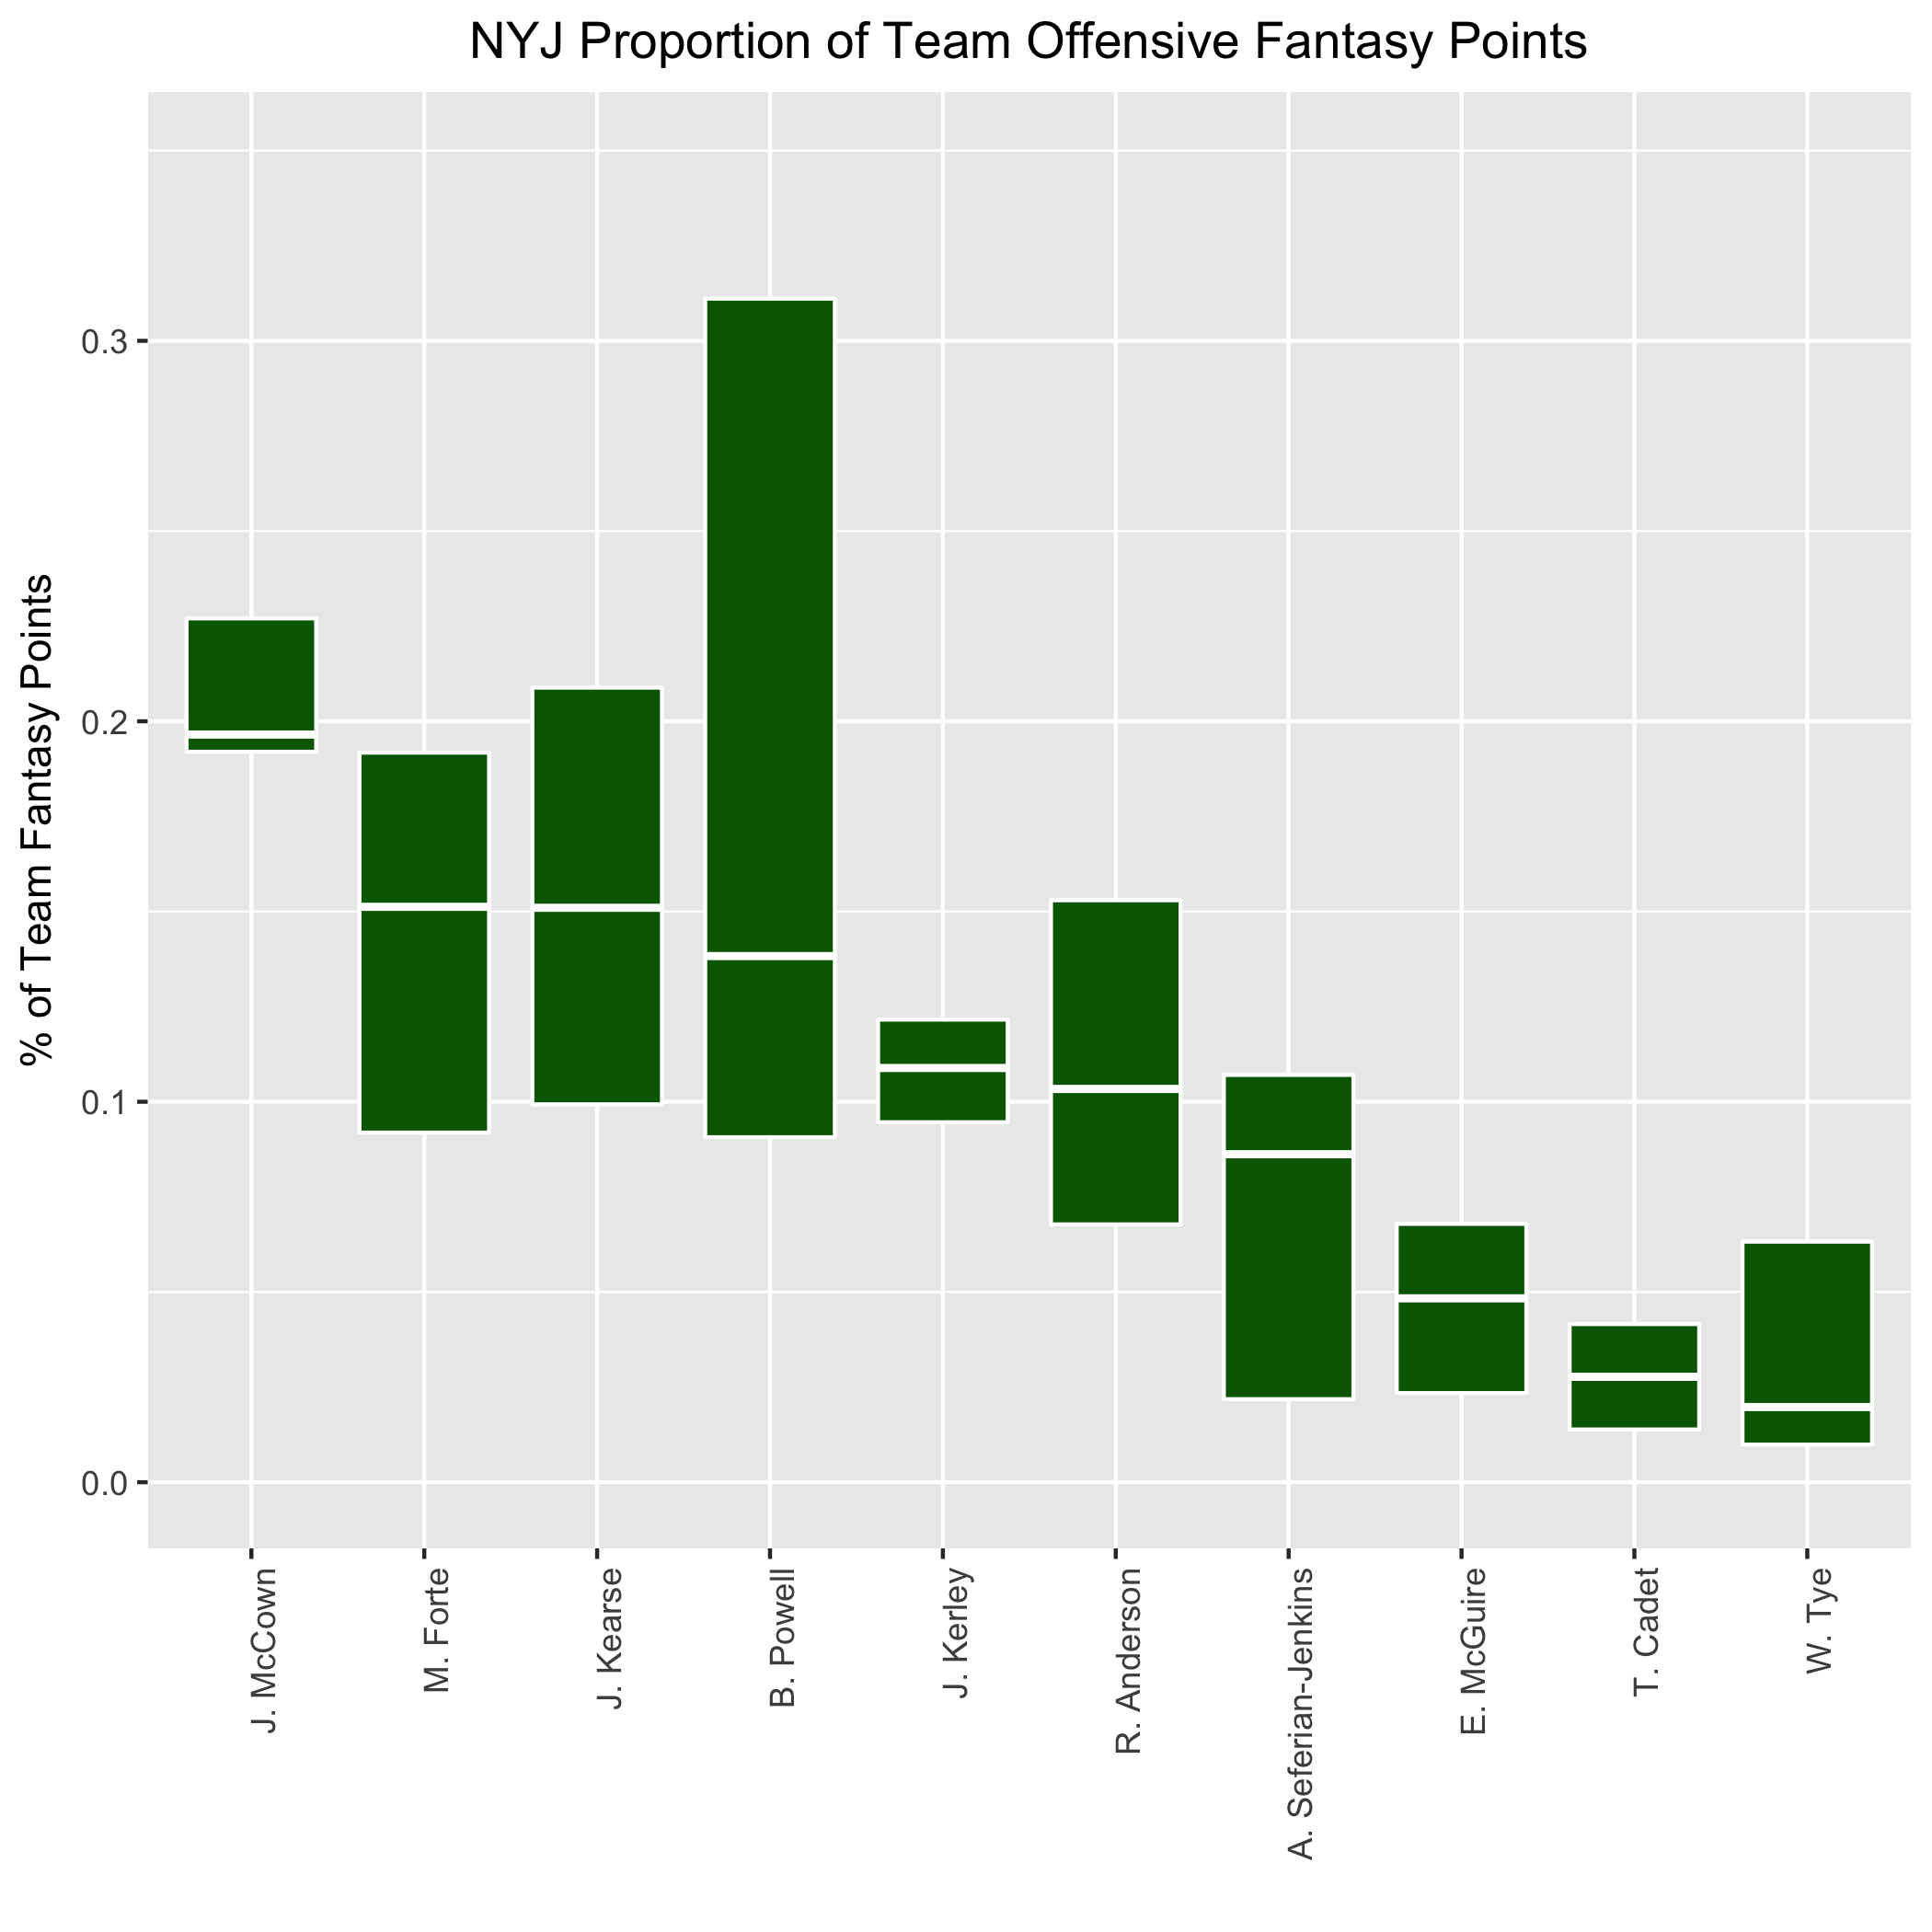 NYJ Proportion of Team Offensive Fantasy Points
% of Team Fantasy Points
0.3
0.2
0.1
0.0
J. McCown
M. Forte
J. Kearse
B. Powell
J. Kerley
R. Anderson
A. Seferian-Jenkins
E. McGuire
T. Cadet
W. Tye